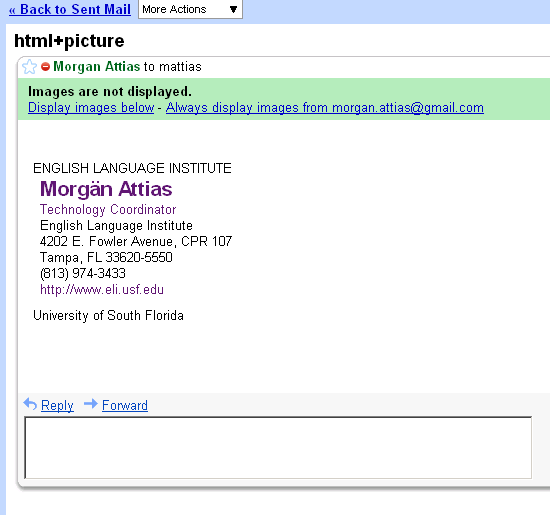 « Back to Sent Mail More Actions
html+picture
Morgan Attias to mattias
Images are not displayed.
Display images below - Always display images from morgan.attias@gmail.com
ENGLISH LANGUAGE INSTITUTE
Morgän Attias
Technology Coordinator
English Language Institute
4202 E. Fowler Avenue, CPR 107
Tampa, FL 33620-5550
(813) 974-3433
http://www.eli.usf.edu
University of South Florida
Reply Forward